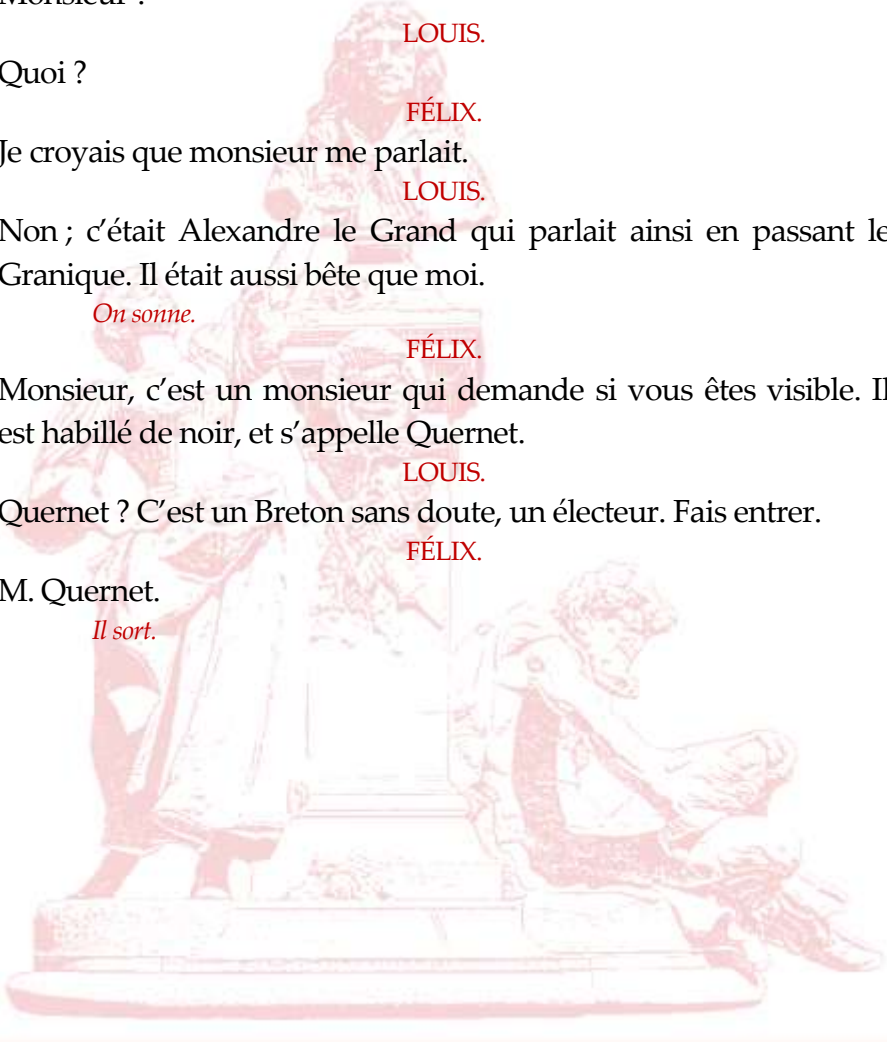 Monsieur ?
LOUIS.
Quoi ?
FÉLIX.
Je croyais que monsieur me parlait.
LOUIS.
Non ; c’était Alexandre le Grand qui parlait ainsi en passant le
Granique. Il était aussi bête que moi.
On sonne.
FÉLIX.
Monsieur, c’est un monsieur qui demande si vous êtes visible. Il
est habillé de noir, et s’appelle Quernet.
LOUIS.
Quernet ? C’est un Breton sans doute, un électeur. Fais entrer.
FÉLIX.
M. Quernet.
Il sort.